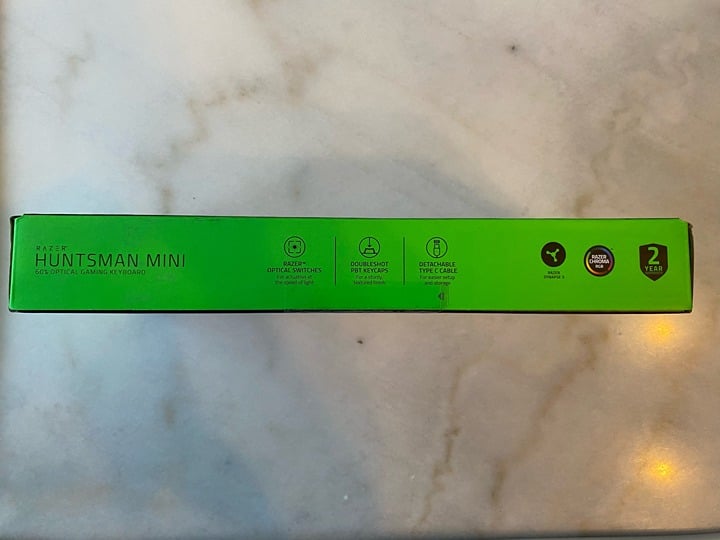 RAZER™
HUNTSMAN MINI
60% OPTICAL GAMING KEYBOARD
RAZER™
OPTICAL SWITCHES
For actuation at
the speed of light
DOUBLESHOT
PBT KEYCAPS
For a sturdy,
textured finish
DETACHABLE
TYPE C CABLE
For easier setup
and storage
RAZER
SYNAPSE 3
RAZER
CHROMA
RGB
2
YEAR